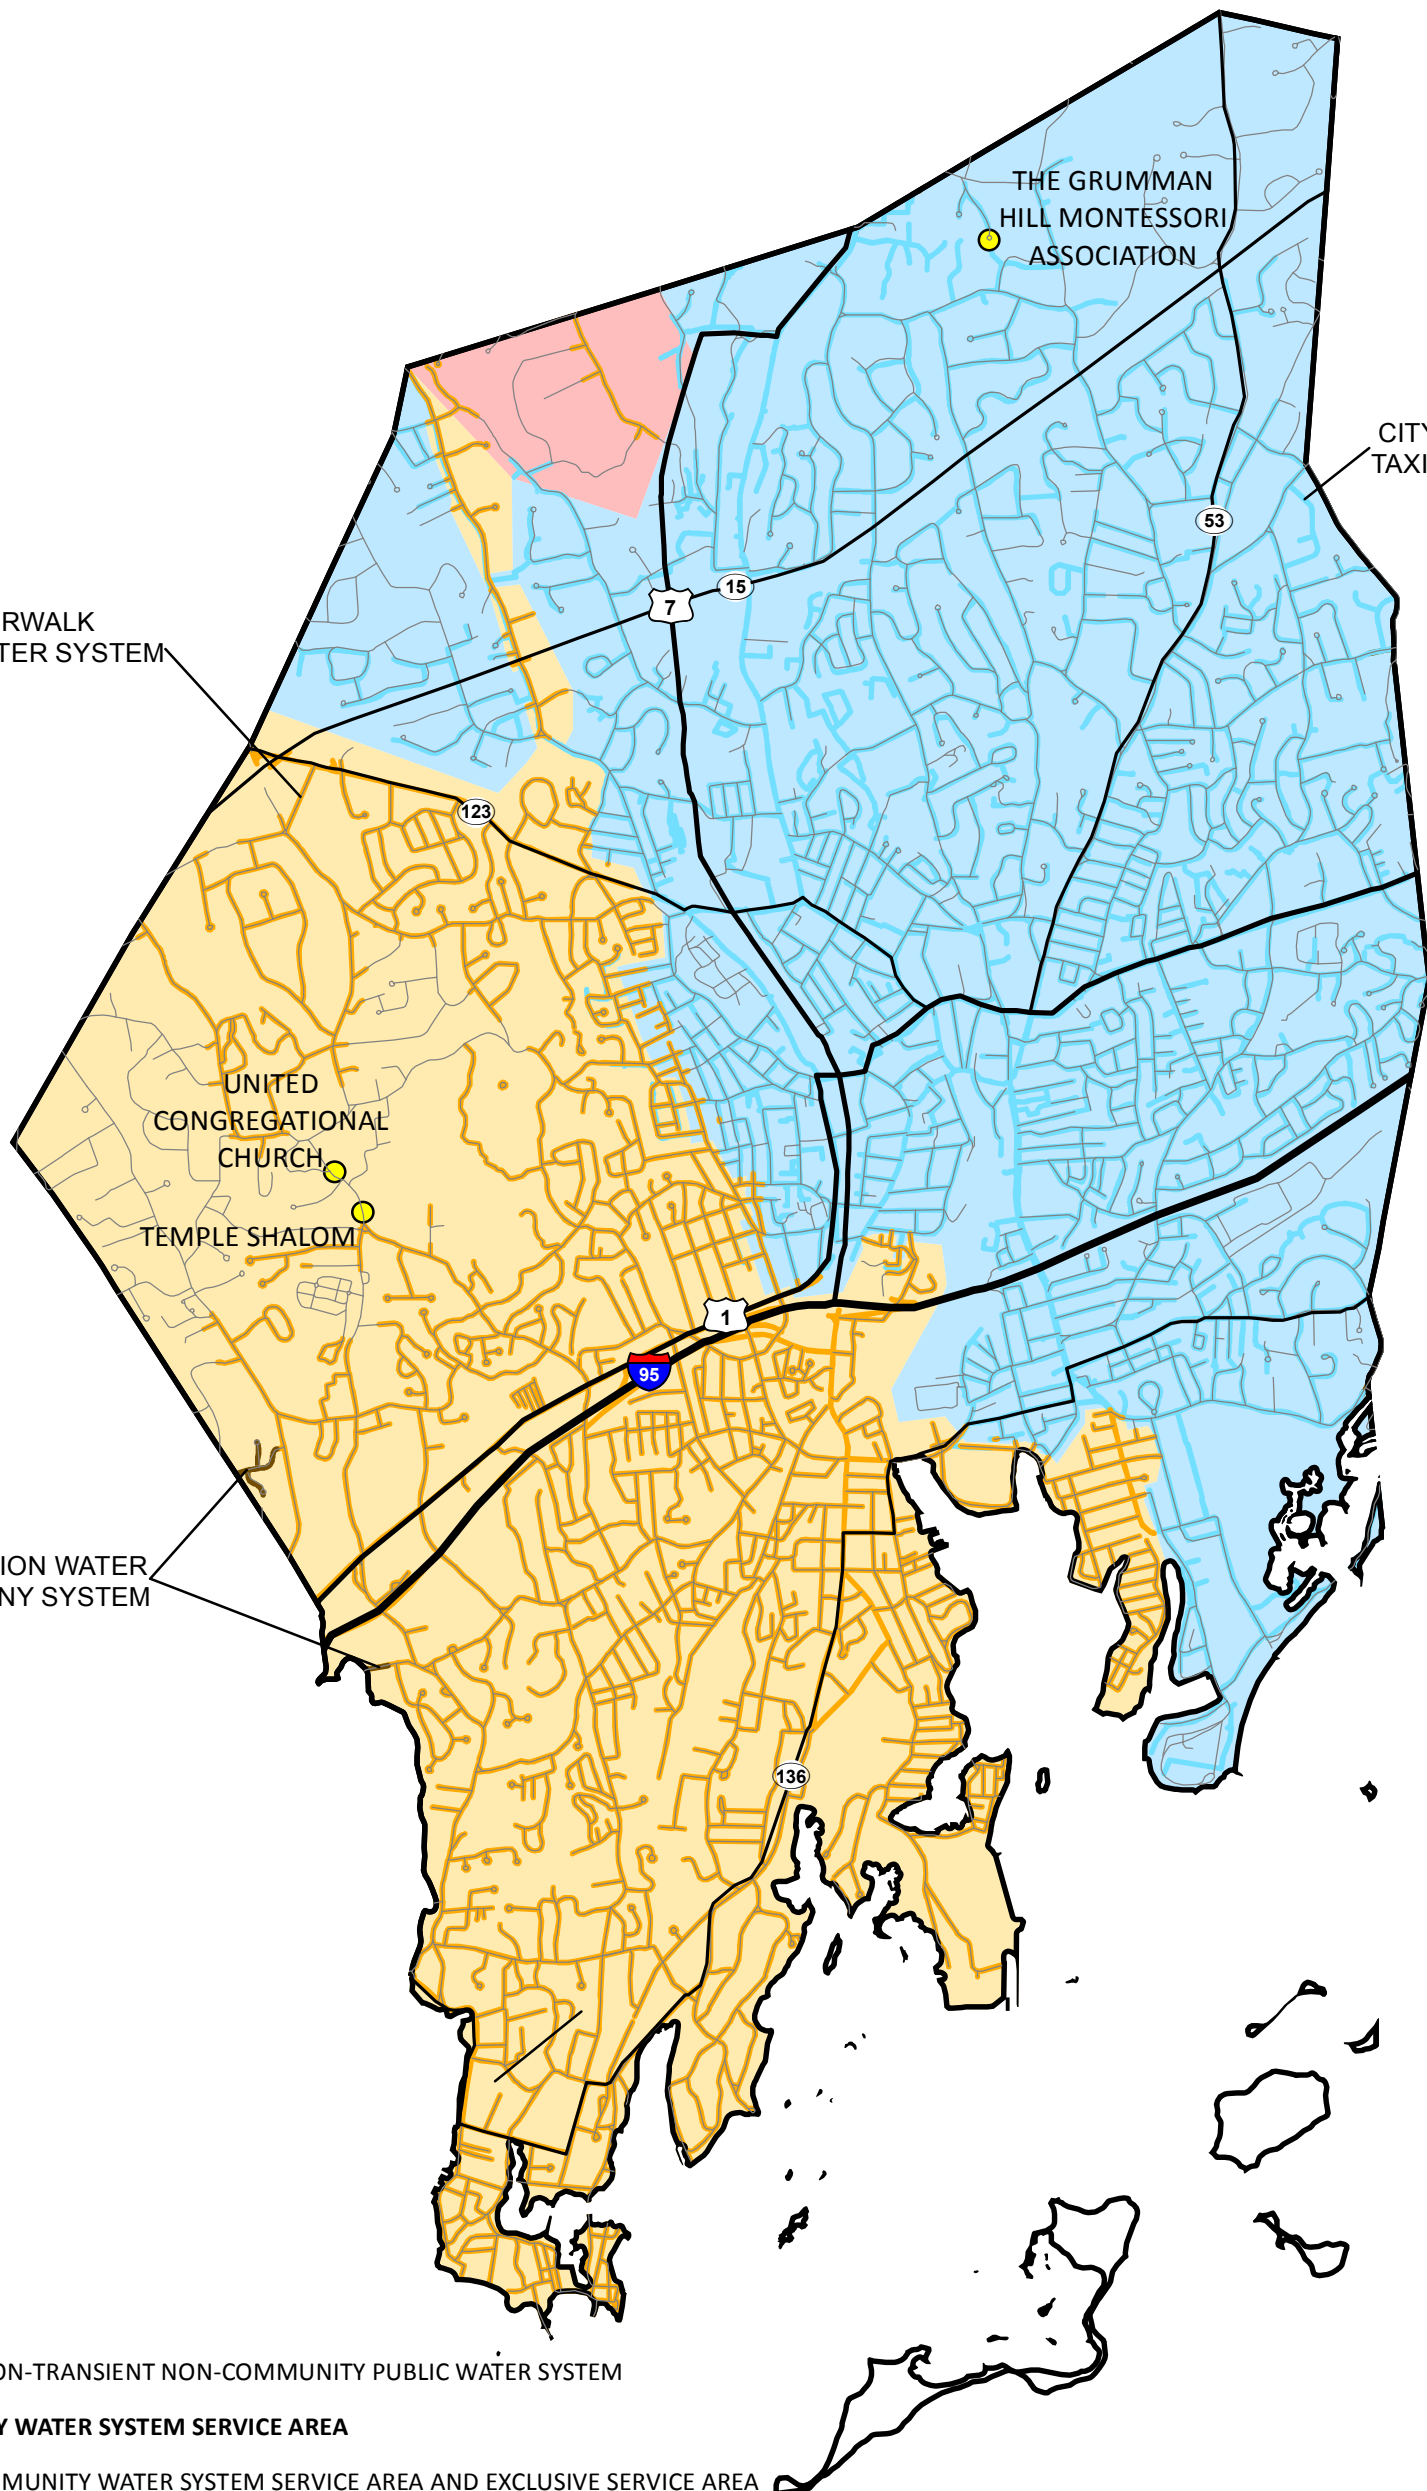 THE GRUMMAN
HILL MONTESSORI
ASSOCIATION
CITY
TAXI
53
15
7
RWALK
TER SYSTEM
123
UNITED
CONGREGATIONAL
CHURCH
TEMPLE SHALOM
1
95
ION WATER
NY SYSTEM
136
ON-TRANSIENT NON-COMMUNITY PUBLIC WATER SYSTEM
Y WATER SYSTEM SERVICE AREA
MMUNITY WATER SYSTEM SERVICE AREA AND EXCLUSIVE SERVICE AREA